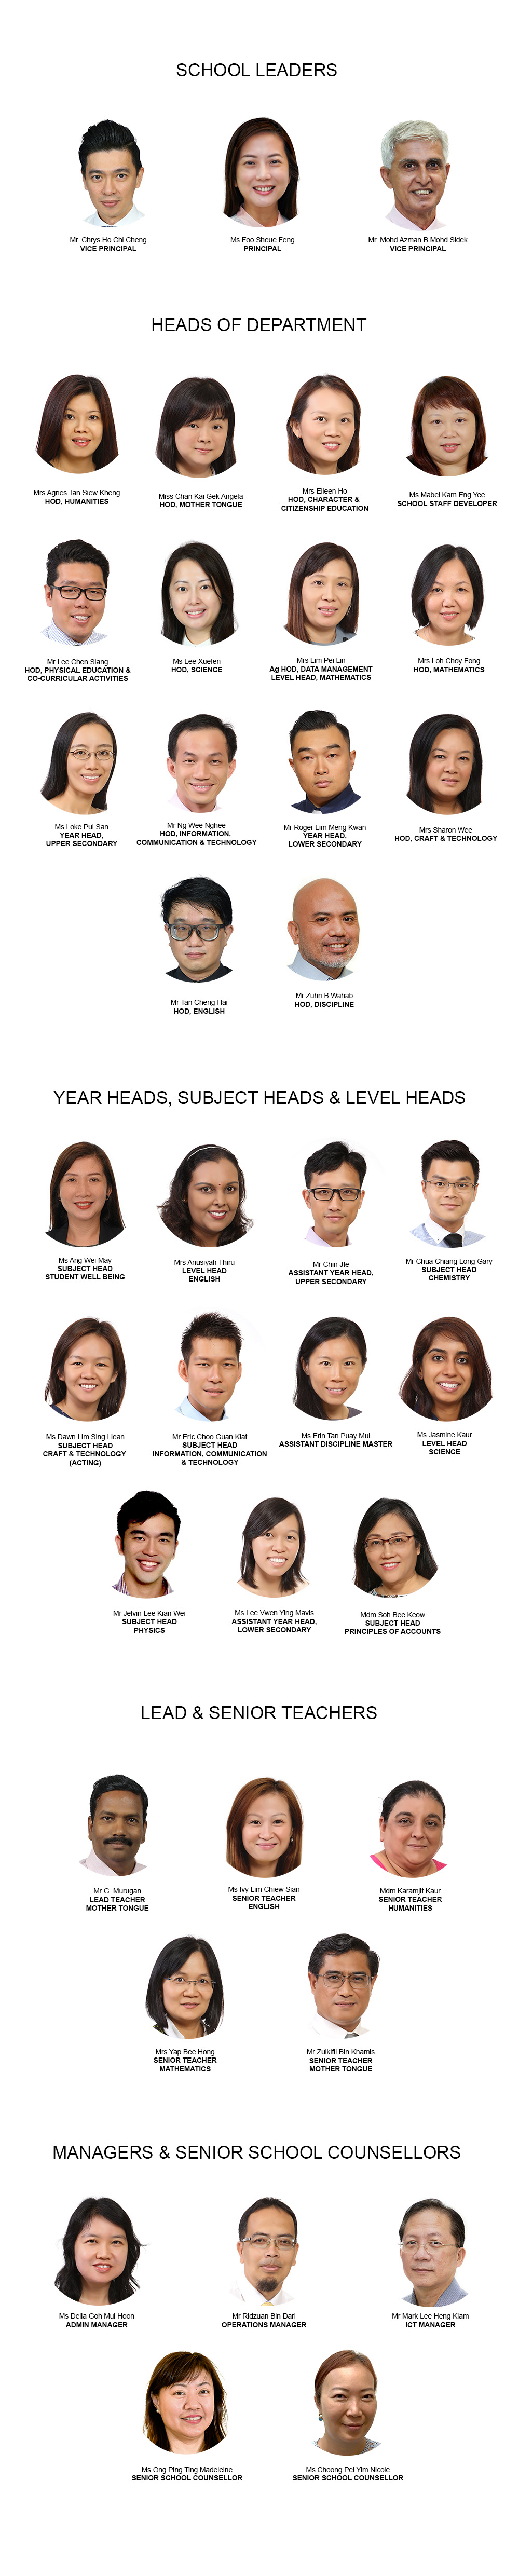 SCHOOL LEADERS
Mr. Chrys Ho Chi Cheng
VICE PRINCIPAL
Ms Foo Sheue Feng
PRINCIPAL
Mr. Mohd Azman B Mohd Sidek
VICE PRINCIPAL
HEADS OF DEPARTMENT
Mrs Agnes Tan Siew Kheng
HOD, HUMANITIES
Miss Chan Kai Gek Angela
HOD, MOTHER TONGUE
Mrs Eileen Ho
HOD, CHARACTER &
CITIZENSHIP EDUCATION
Ms Mabel Kam Eng Yee
SCHOOL STAFF DEVELOPER
Mr Lee Chen Siang
HOD, PHYSICAL EDUCATION &
CO-CURRICULAR ACTIVITIES
Ms Lee Xuefen
HOD, SCIENCE
Mrs Lim Pei Lin
Ag HOD, DATA MANAGEMENT
LEVEL HEAD, MATHEMATICS
Mrs Loh Choy Fong
HOD, MATHEMATICS
Ms Loke Pui San
YEAR HEAD,
UPPER SECONDARY
Mr Ng Wee Nghee
HOD, INFORMATION,
COMMUNICATION & TECHNOLOGY
Mr Roger Lim Meng Kwan
YEAR HEAD,
LOWER SECONDARY
Mrs Sharon Wee
HOD, CRAFT & TECHNOLOGY
Mr Tan Cheng Hai
HOD, ENGLISH
Mr Zuhri B Wahab
HOD, DISCIPLINE
YEAR HEADS, SUBJECT HEADS & LEVEL HEADS
Ms Ang Wei May
SUBJECT HEAD
STUDENT WELL BEING
Mrs Anusiyah Thiru
LEVEL HEAD
ENGLISH
Mr Chin Jie
ASSISTANT YEAR HEAD,
UPPER SECONDARY
Mr Chua Chiang Long Gary
SUBJECT HEAD
CHEMISTRY
Ms Dawn Lim Sing Liean
SUBJECT HEAD
CRAFT & TECHNOLOGY
(ACTING)
Mr Eric Choo Guan Kiat
SUBJECT HEAD
INFORMATION, COMMUNICATION
& TECHNOLOGY
Ms Erin Tan Puay Mui
ASSISTANT DISCIPLINE MASTER
Ms Jasmine Kaur
LEVEL HEAD
SCIENCE
Mr Jelvin Lee Kian Wei
SUBJECT HEAD
PHYSICS
Ms Lee Vwen Ying Mavis
ASSISTANT YEAR HEAD,
LOWER SECONDARY
Mdm Soh Bee Keow
SUBJECT HEAD
PRINCIPLES OF ACCOUNTS
LEAD & SENIOR TEACHERS
Mr G. Murugan
LEAD TEACHER
MOTHER TONGUE
Ms Ivy Lim Chiew Sian
SENIOR TEACHER
ENGLISH
Mdm Karamjit Kaur
SENIOR TEACHER
HUMANITIES
Mrs Yap Bee Hong
SENIOR TEACHER
MATHEMATICS
Mr Zulkifli Bin Khamis
SENIOR TEACHER
MOTHER TONGUE
MANAGERS & SENIOR SCHOOL COUNSELLORS
Ms Della Goh Mui Hoon
ADMIN MANAGER
Mr Ridzuan Bin Dari
OPERATIONS MANAGER
Mr Mark Lee Heng Kiam
ICT MANAGER
Ms Ong Ping Ting Madeleine
SENIOR SCHOOL COUNSELLOR
Ms Choong Pei Yim Nicole
SENIOR SCHOOL COUNSELLOR